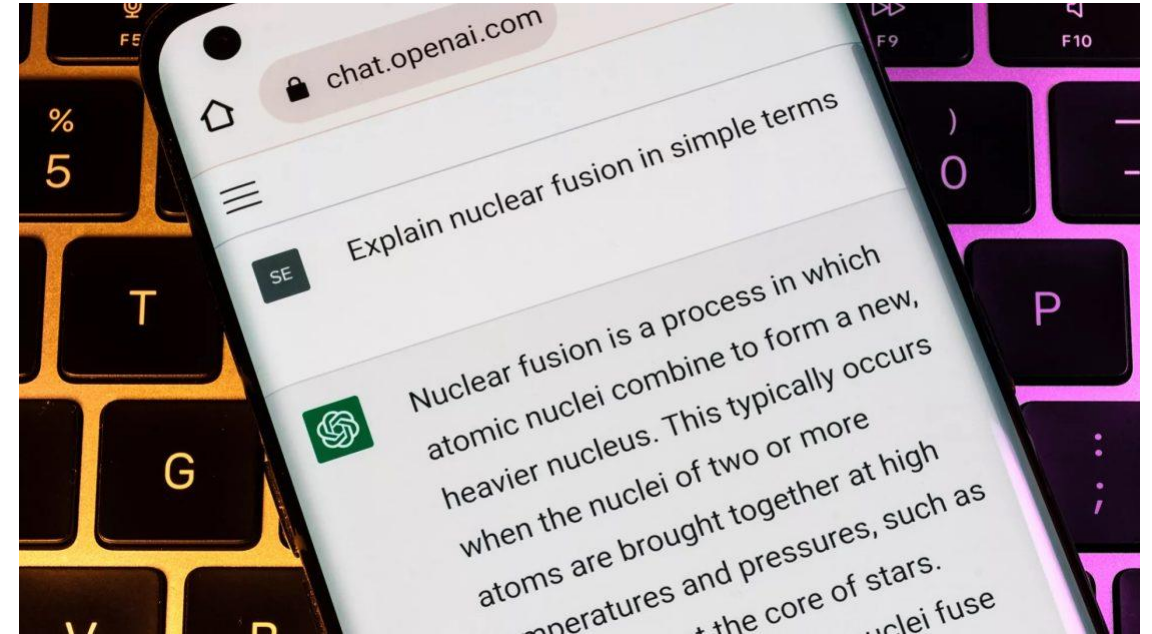 F5
F9
F10
%
5
)
0
T
P
G
:
;
chat.openai.com
SE
Explain nuclear fusion in simple terms
Nuclear fusion is a process in which
atomic nuclei combine to form a new,
heavier nucleus. This typically occurs
when the nuclei of two or more
atoms are brought together at high
and pressures, such as
the core of stars.
fuse